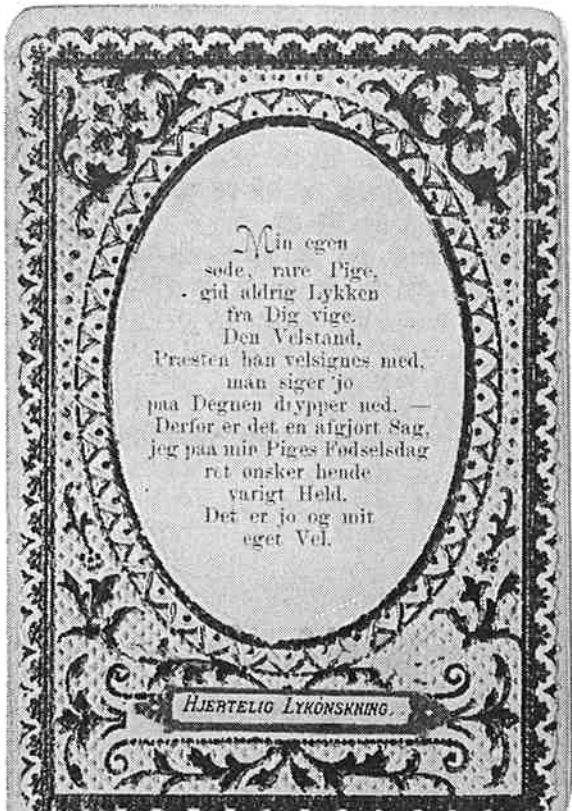 Min egen
søde, rare Pige,
gid aldrig Lykken
fra Dig vige.
Den Velstand,
Præsten han velsignes med,
man siger jo
paa Degnen drypper ned. —
Derfor er det en afgjort Sag,
jeg paa min Piges Fødselsdag
ret ønsker hende
varigt Held.
Det er jo og mit
eget Vel.
HJERTELIG LYKØNSKNING.